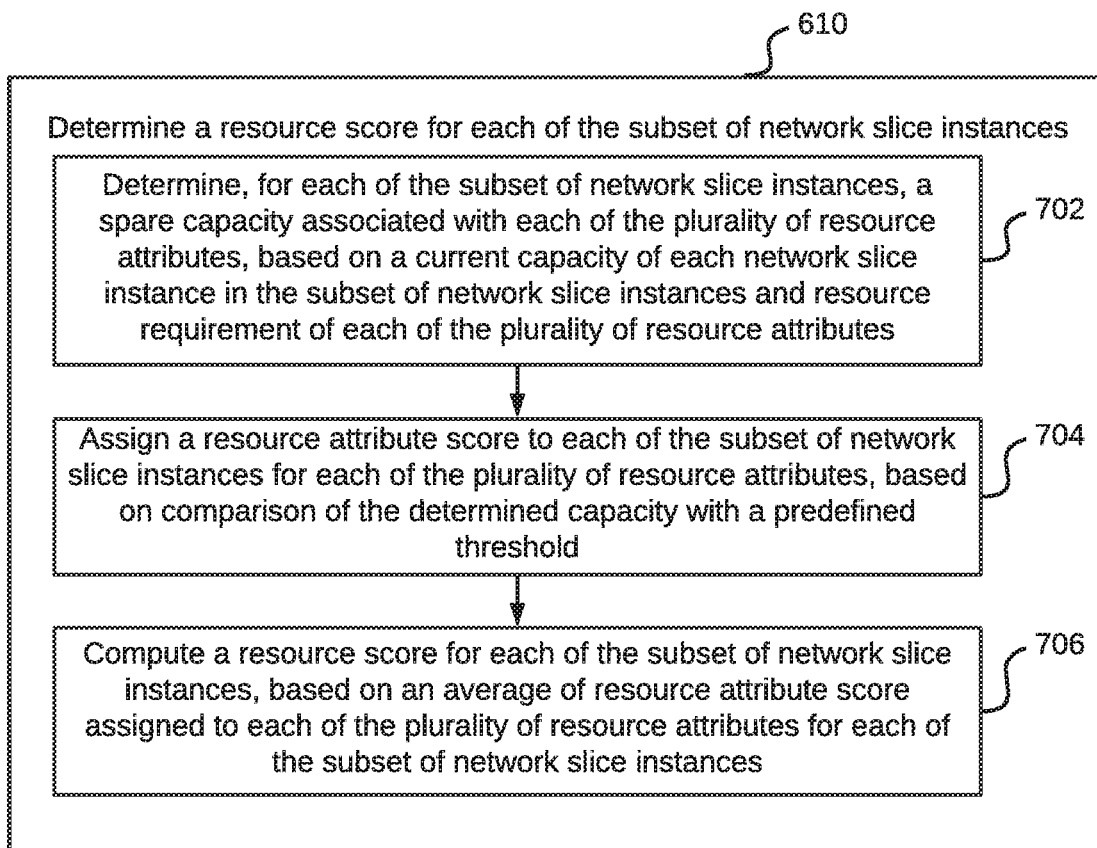 610
Determine a resource score for each of the subset of network slice instances
Determine, for each of the subset of network slice instances, a
spare capacity associated with each of the plurality of resource
attributes, based on a current capacity of each network slice
instance in the subset of network slice instances and resource
requirement of each of the plurality of resource attributes
702
Assign a resource attribute score to each of the subset of network
slice instances for each of the plurality of resource attributes, based
on comparison of the determined capacity with a predefined
threshold
704
Compute a resource score for each of the subset of network slice
instances, based on an average of resource attribute score
assigned to each of the plurality of resource attributes for each of
the subset of network slice instances
706